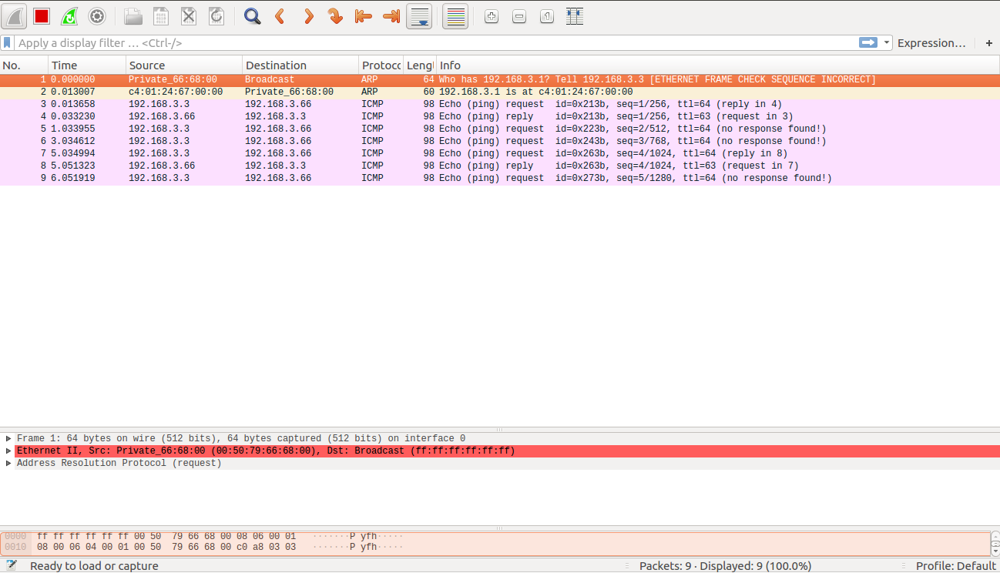 Apply a display filter … <Ctrl-/> Expression… +
No. Time Source Destination Protoc Lengt Info
1 0.000000 Private_66:68:00 Broadcast ARP 64 Who has 192.168.3.1? Tell 192.168.3.3 [ETHERNET FRAME CHECK SEQUENCE INCORRECT]
2 0.013007 c4:01:24:67:00:00 Private_66:68:00 ARP 60 192.168.3.1 is at c4:01:24:67:00:00
3 0.013658 192.168.3.3 192.168.3.66 ICMP 98 Echo (ping) request id=0x213b, seq=1/256, ttl=64 (reply in 4)
4 0.033230 192.168.3.66 192.168.3.3 ICMP 98 Echo (ping) reply id=0x213b, seq=1/256, ttl=63 (request in 3)
5 1.033955 192.168.3.3 192.168.3.66 ICMP 98 Echo (ping) request id=0x223b, seq=2/512, ttl=64 (no response found!)
6 3.034612 192.168.3.3 192.168.3.66 ICMP 98 Echo (ping) request id=0x243b, seq=3/768, ttl=64 (no response found!)
7 5.034994 192.168.3.3 192.168.3.66 ICMP 98 Echo (ping) request id=0x263b, seq=4/1024, ttl=64 (reply in 8)
8 5.051323 192.168.3.66 192.168.3.3 ICMP 98 Echo (ping) reply id=0x263b, seq=4/1024, ttl=63 (request in 7)
9 6.051919 192.168.3.3 192.168.3.66 ICMP 98 Echo (ping) request id=0x273b, seq=5/1280, ttl=64 (no response found!)
Frame 1: 64 bytes on wire (512 bits), 64 bytes captured (512 bits) on interface 0
Ethernet II, Src: Private_66:68:00 (00:50:79:66:68:00), Dst: Broadcast (ff:ff:ff:ff:ff:ff)
Address Resolution Protocol (request)
0000 ff ff ff ff ff ff 00 50 79 66 68 00 08 06 00 01 ·······P yfh·····
0010 08 00 06 04 00 01 00 50 79 66 68 00 c0 a8 03 03 ·······P yfh·····
Ready to load or capture Packets: 9 · Displayed: 9 (100.0%) Profile: Default